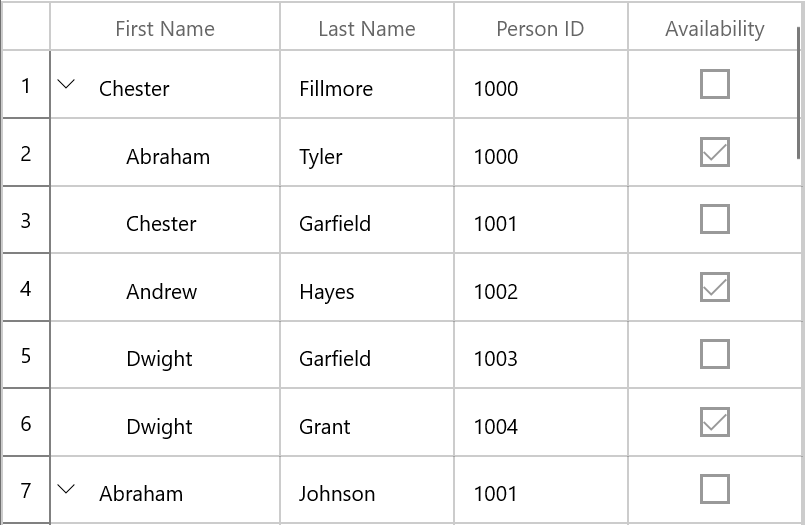 First Name Last Name Person ID Availability
1 Chester Fillmore 1000
2 Abraham Tyler 1000
3 Chester Garfield 1001
4 Andrew Hayes 1002
5 Dwight Garfield 1003
6 Dwight Grant 1004
7 Abraham Johnson 1001